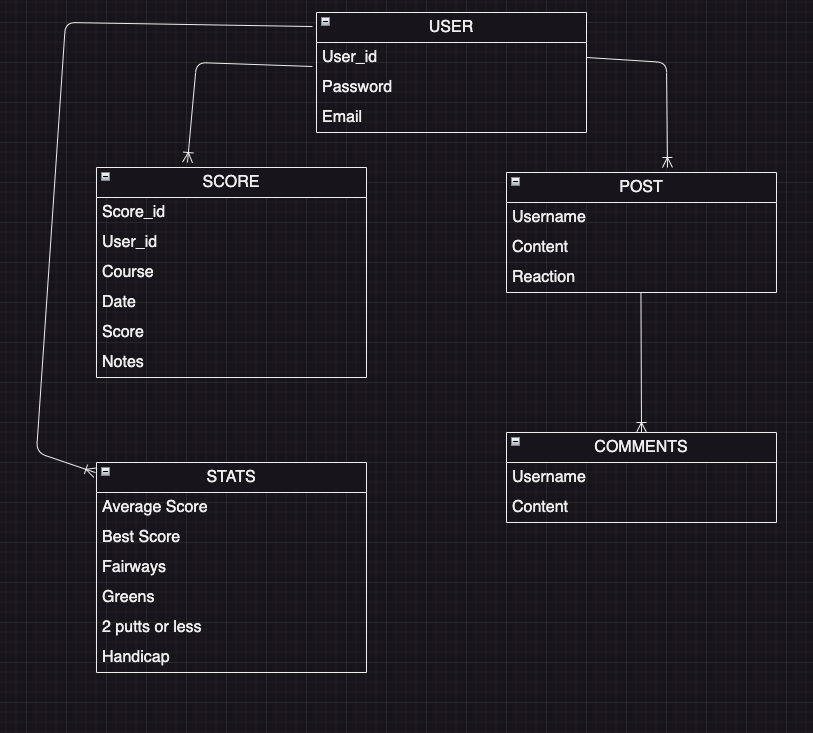 USER
User_id
Password
Email
SCORE
Score_id
User_id
Course
Date
Score
Notes
POST
Username
Content
Reaction
COMMENTS
Username
Content
STATS
Average Score
Best Score
Fairways
Greens
2 putts or less
Handicap